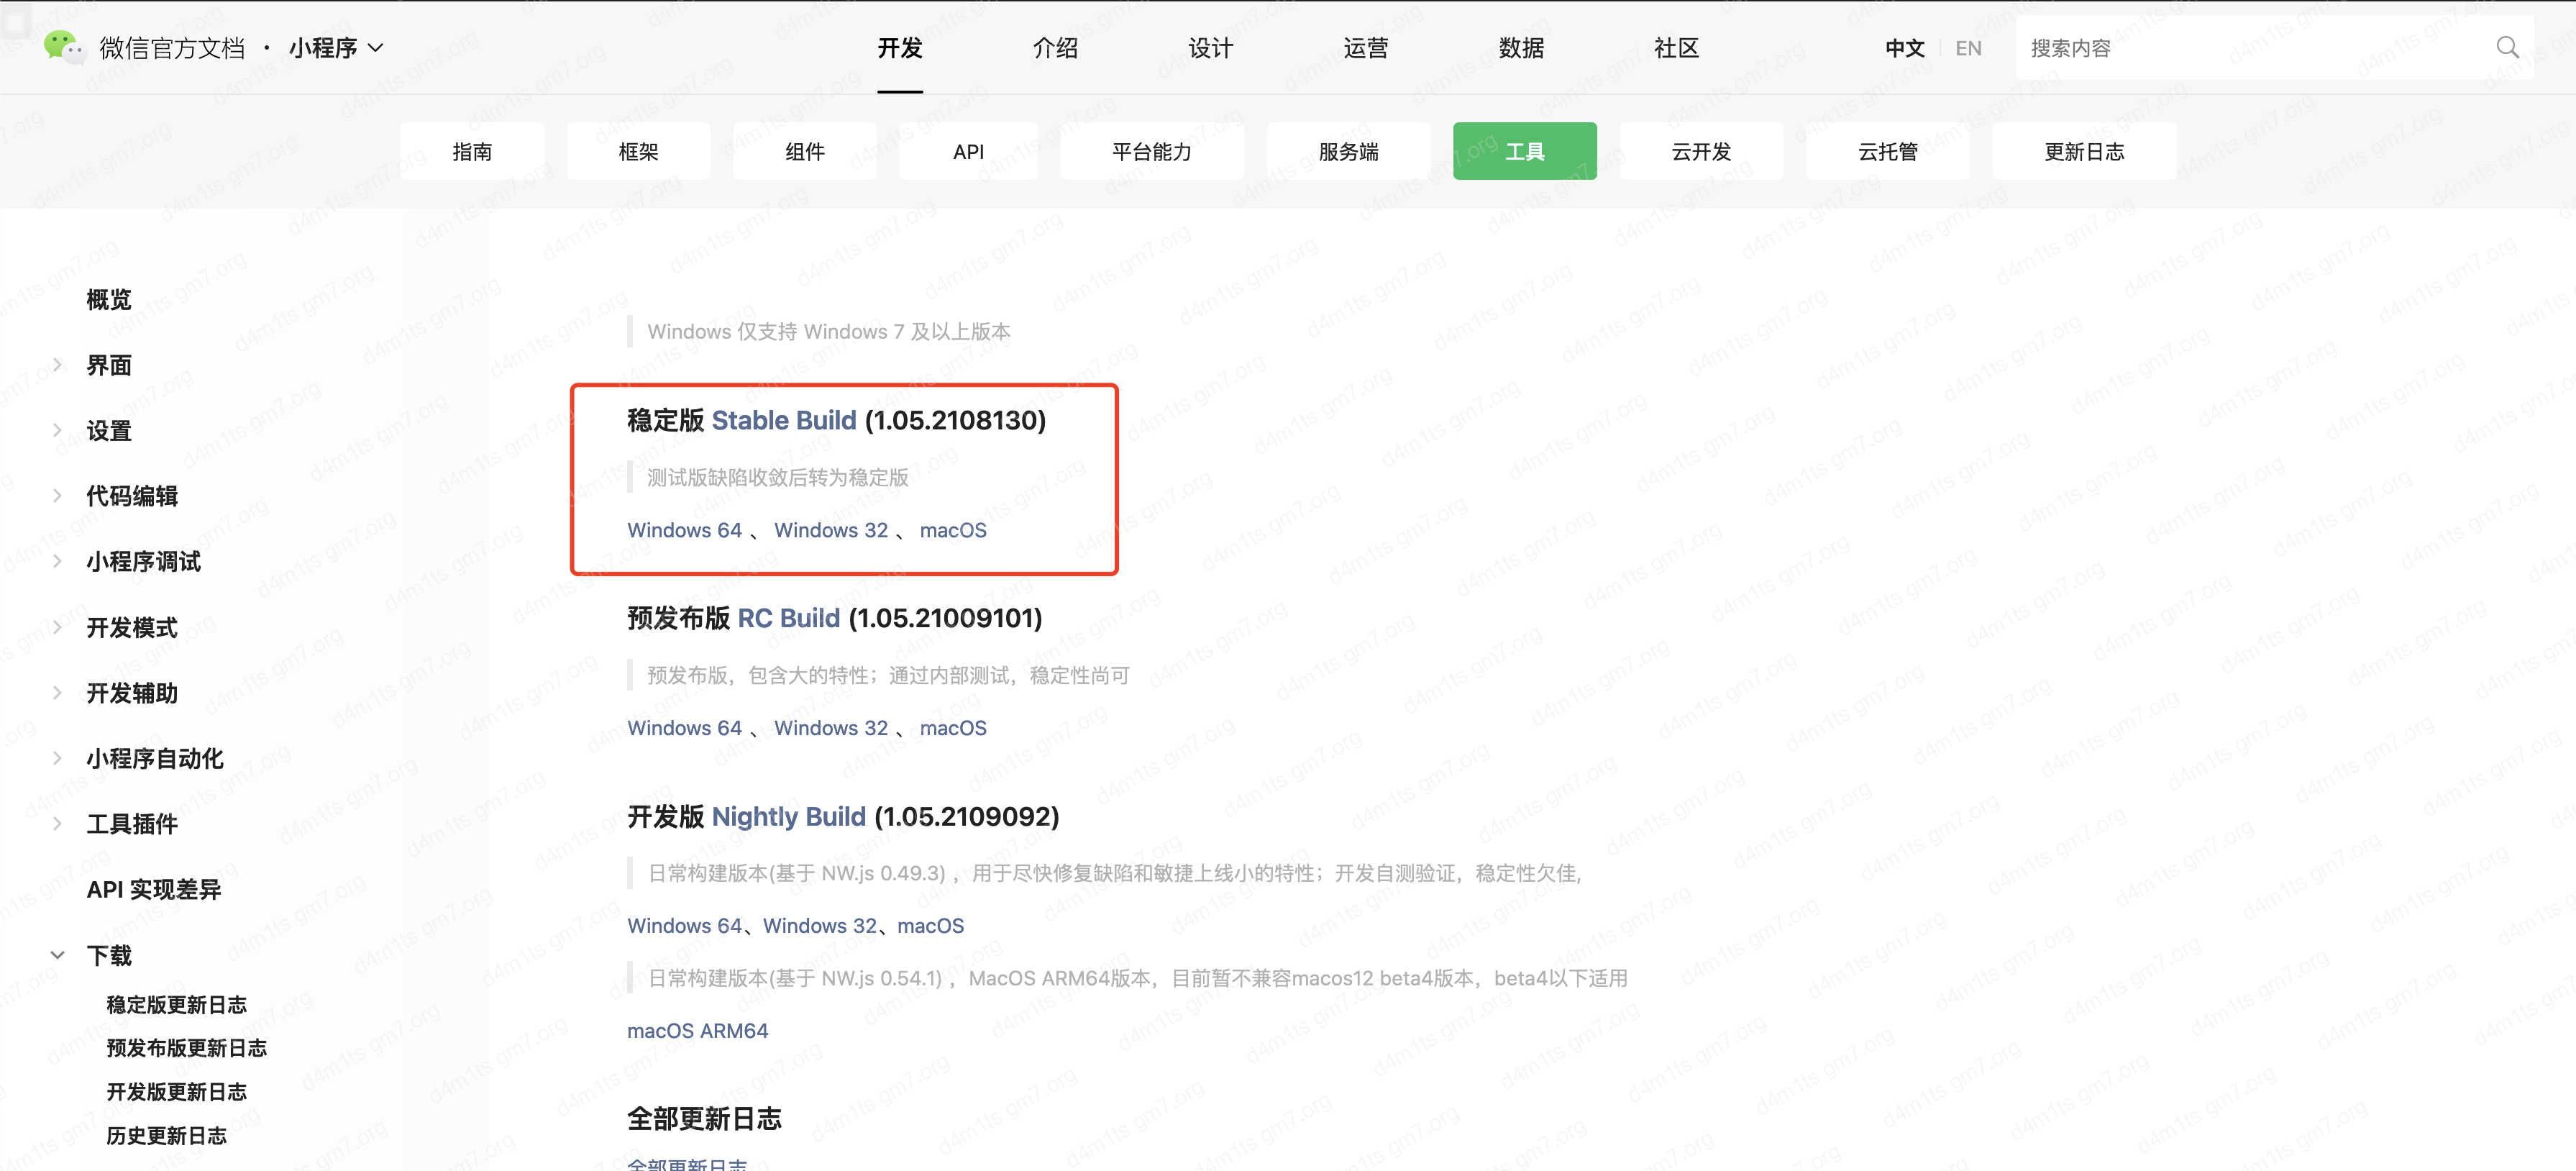 微信官方文档 · 小程序
开发 介绍 设计 运营 数据 社区
中文 EN 搜索内容
指南 框架 组件 API 平台能力 服务端 工具 云开发 云托管 更新日志
概览
界面
设置
代码编辑
小程序调试
开发模式
开发辅助
小程序自动化
工具插件
API 实现差异
下载
稳定版更新日志
预发布版更新日志
开发版更新日志
历史更新日志
Windows 仅支持 Windows 7 及以上版本
稳定版 Stable Build (1.05.2108130)
测试版缺陷收敛后转为稳定版
Windows 64 、 Windows 32 、 macOS
预发布版 RC Build (1.05.21009101)
预发布版，包含大的特性；通过内部测试，稳定性尚可
Windows 64 、 Windows 32 、 macOS
开发版 Nightly Build (1.05.2109092)
日常构建版本(基于 NW.js 0.49.3) ，用于尽快修复缺陷和敏捷上线小的特性；开发自测验证，稳定性欠佳,
Windows 64、Windows 32、macOS
日常构建版本(基于 NW.js 0.54.1) ，MacOS ARM64版本，目前暂不兼容macos12 beta4版本，beta4以下适用
macOS ARM64
全部更新日志
全部更新日志
d4m1ts gm7.org